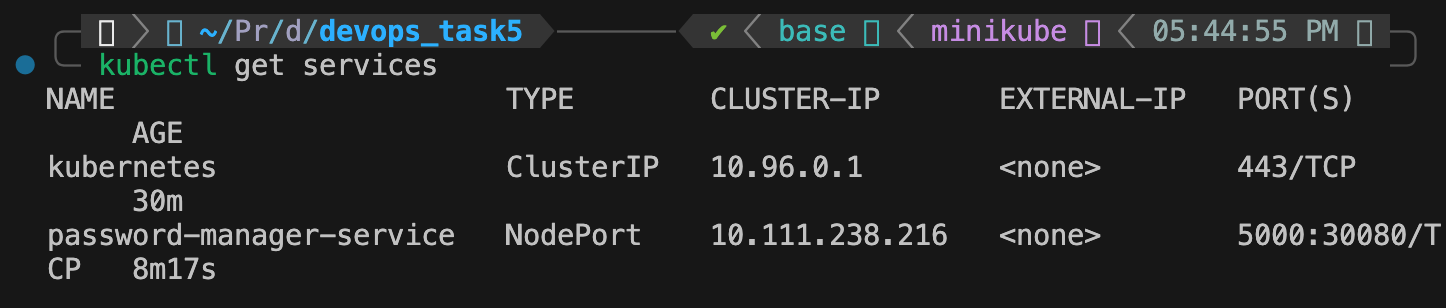 ~/Pr/d/devops_task5 ✔ base minikube 05:44:55 PM
kubectl get services
NAME TYPE CLUSTER-IP EXTERNAL-IP PORT(S)
AGE
kubernetes ClusterIP 10.96.0.1 <none> 443/TCP
30m
password-manager-service NodePort 10.111.238.216 <none> 5000:30080/T
CP 8m17s